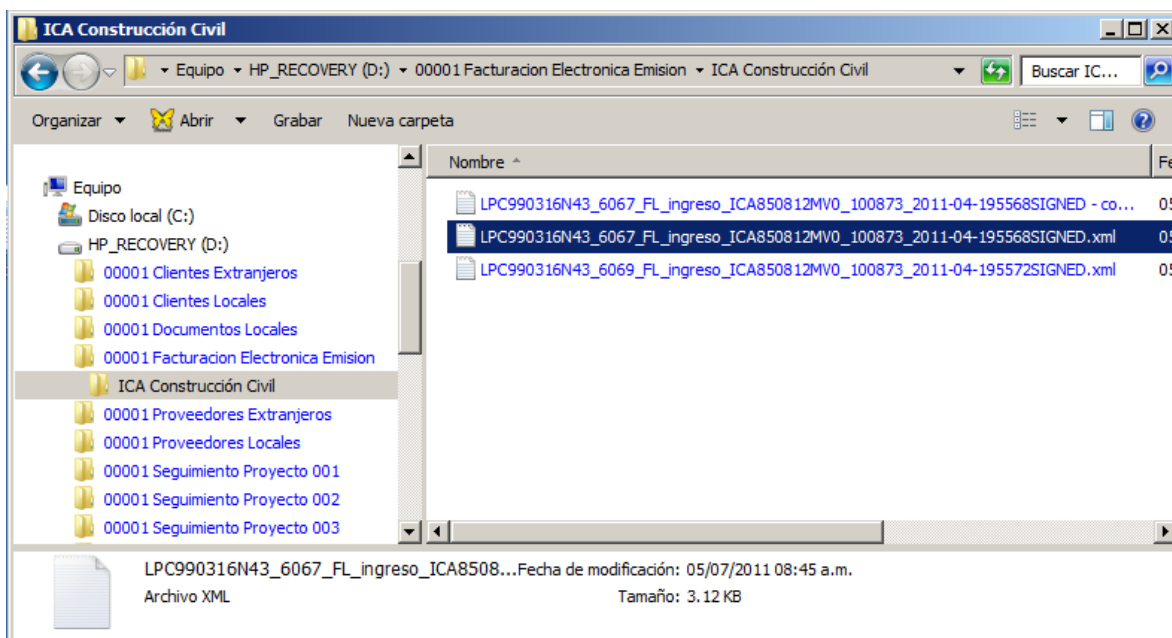 ICA Construcción Civil
Equipo HP_RECOVERY (D:) 00001 Facturacion Electronica Emision ICA Construcción Civil Buscar IC...
Organizar Abrir Grabar Nueva carpeta
Nombre Fe
Equipo
Disco local (C:)
HP_RECOVERY (D:)
00001 Clientes Extranjeros
00001 Clientes Locales
00001 Documentos Locales
00001 Facturacion Electronica Emision
ICA Construcción Civil
00001 Proveedores Extranjeros
00001 Proveedores Locales
00001 Seguimiento Proyecto 001
00001 Seguimiento Proyecto 002
00001 Seguimiento Proyecto 003
LPC990316N43_6067_FL_ingreso_ICA850812MV0_100873_2011-04-195568SIGNED - co... 05
LPC990316N43_6067_FL_ingreso_ICA850812MV0_100873_2011-04-195568SIGNED.xml 05
LPC990316N43_6069_FL_ingreso_ICA850812MV0_100873_2011-04-195572SIGNED.xml 05
LPC990316N43_6067_FL_ingreso_ICA8508...Fecha de modificación: 05/07/2011 08:45 a.m.
Archivo XML Tamaño: 3.12 KB